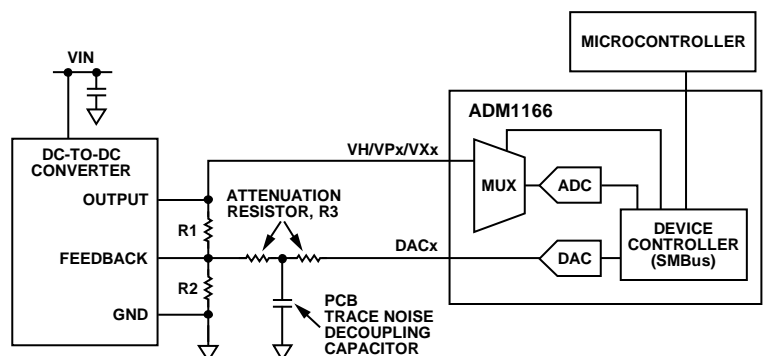 MICROCONTROLLER
VIN
ADM1166
DC-TO-DC
CONVERTER
VH/VPx/VXx
MUX
ADC
OUTPUT
ATTENUATION
RESISTOR, R3
R1
FEEDBACK
DACx
DAC
DEVICE
CONTROLLER
(SMBus)
R2
GND
PCB
TRACE NOISE
DECOUPLING
CAPACITOR